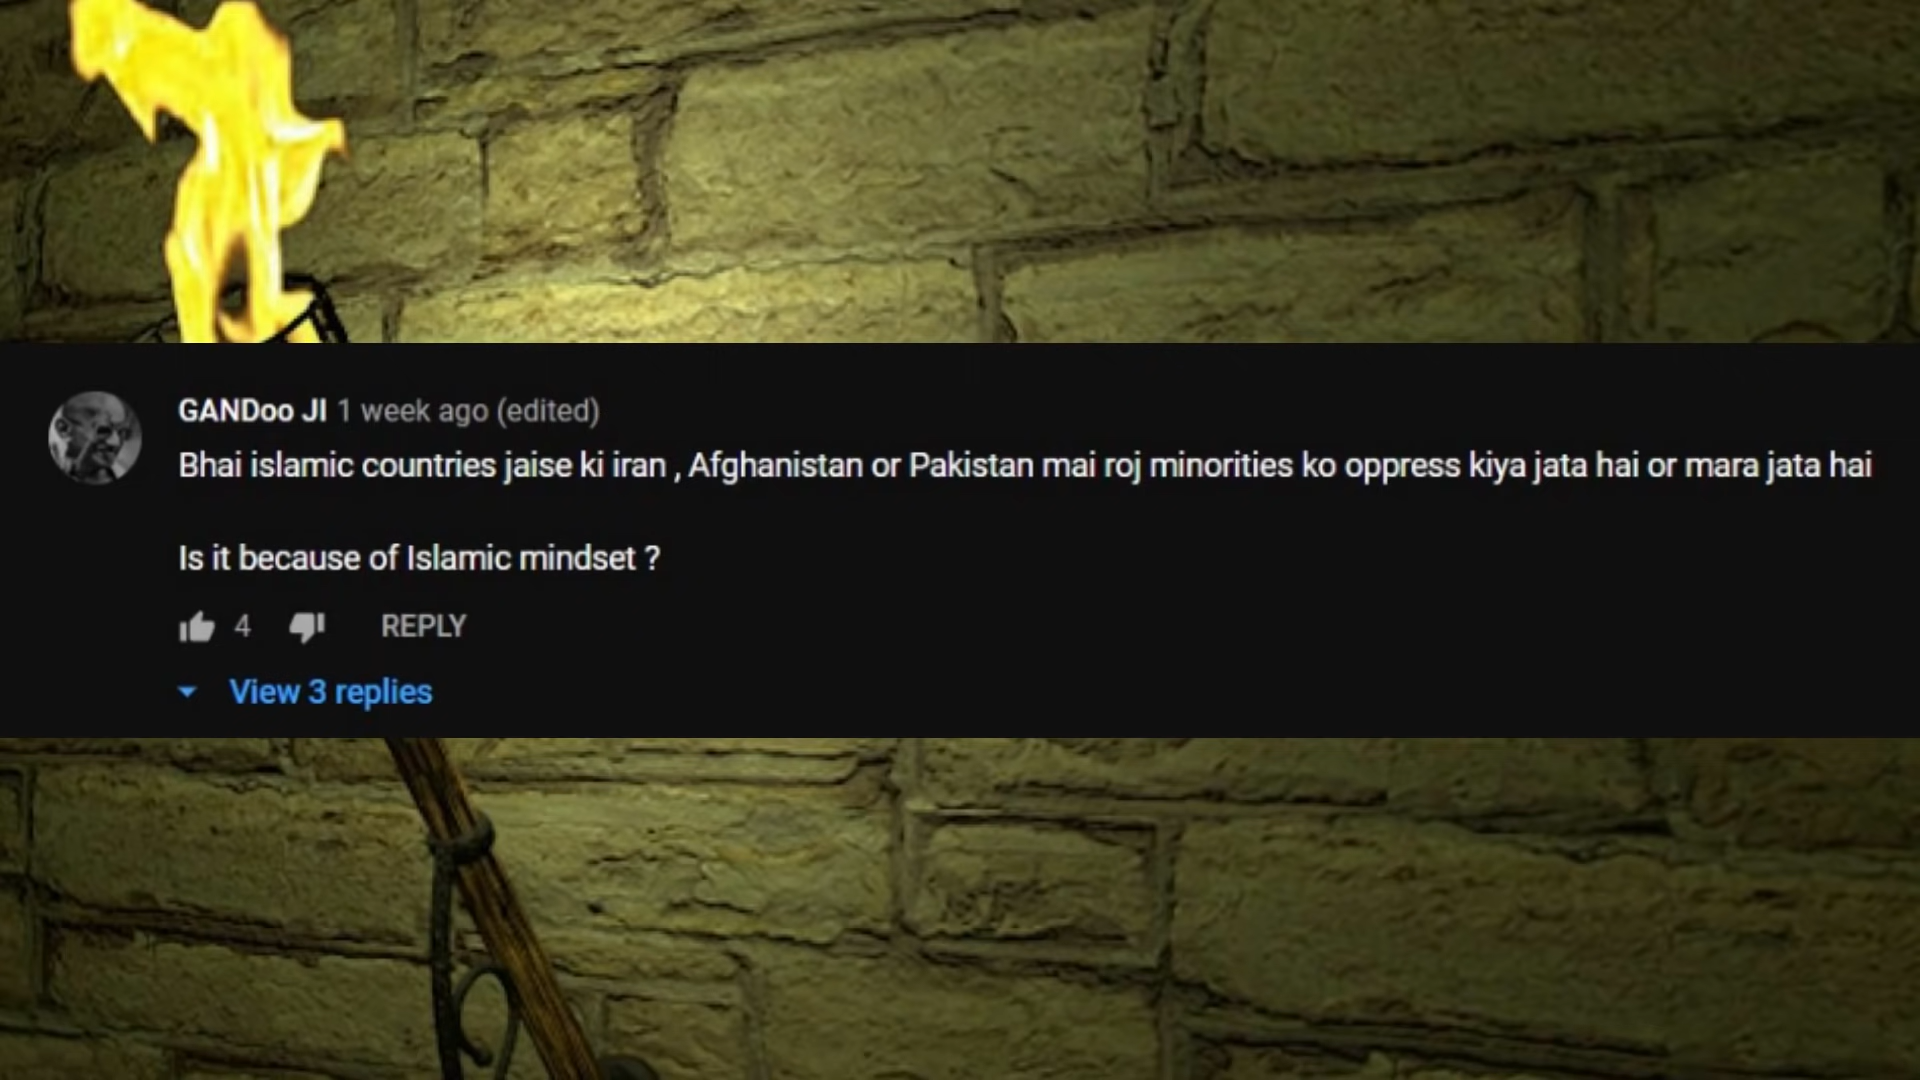 GANDoo JI 1 week ago (edited)
Bhai islamic countries jaise ki iran , Afghanistan or Pakistan mai roj minorities ko oppress kiya jata hai or mara jata hai
Is it because of Islamic mindset ?
4 REPLY
View 3 replies